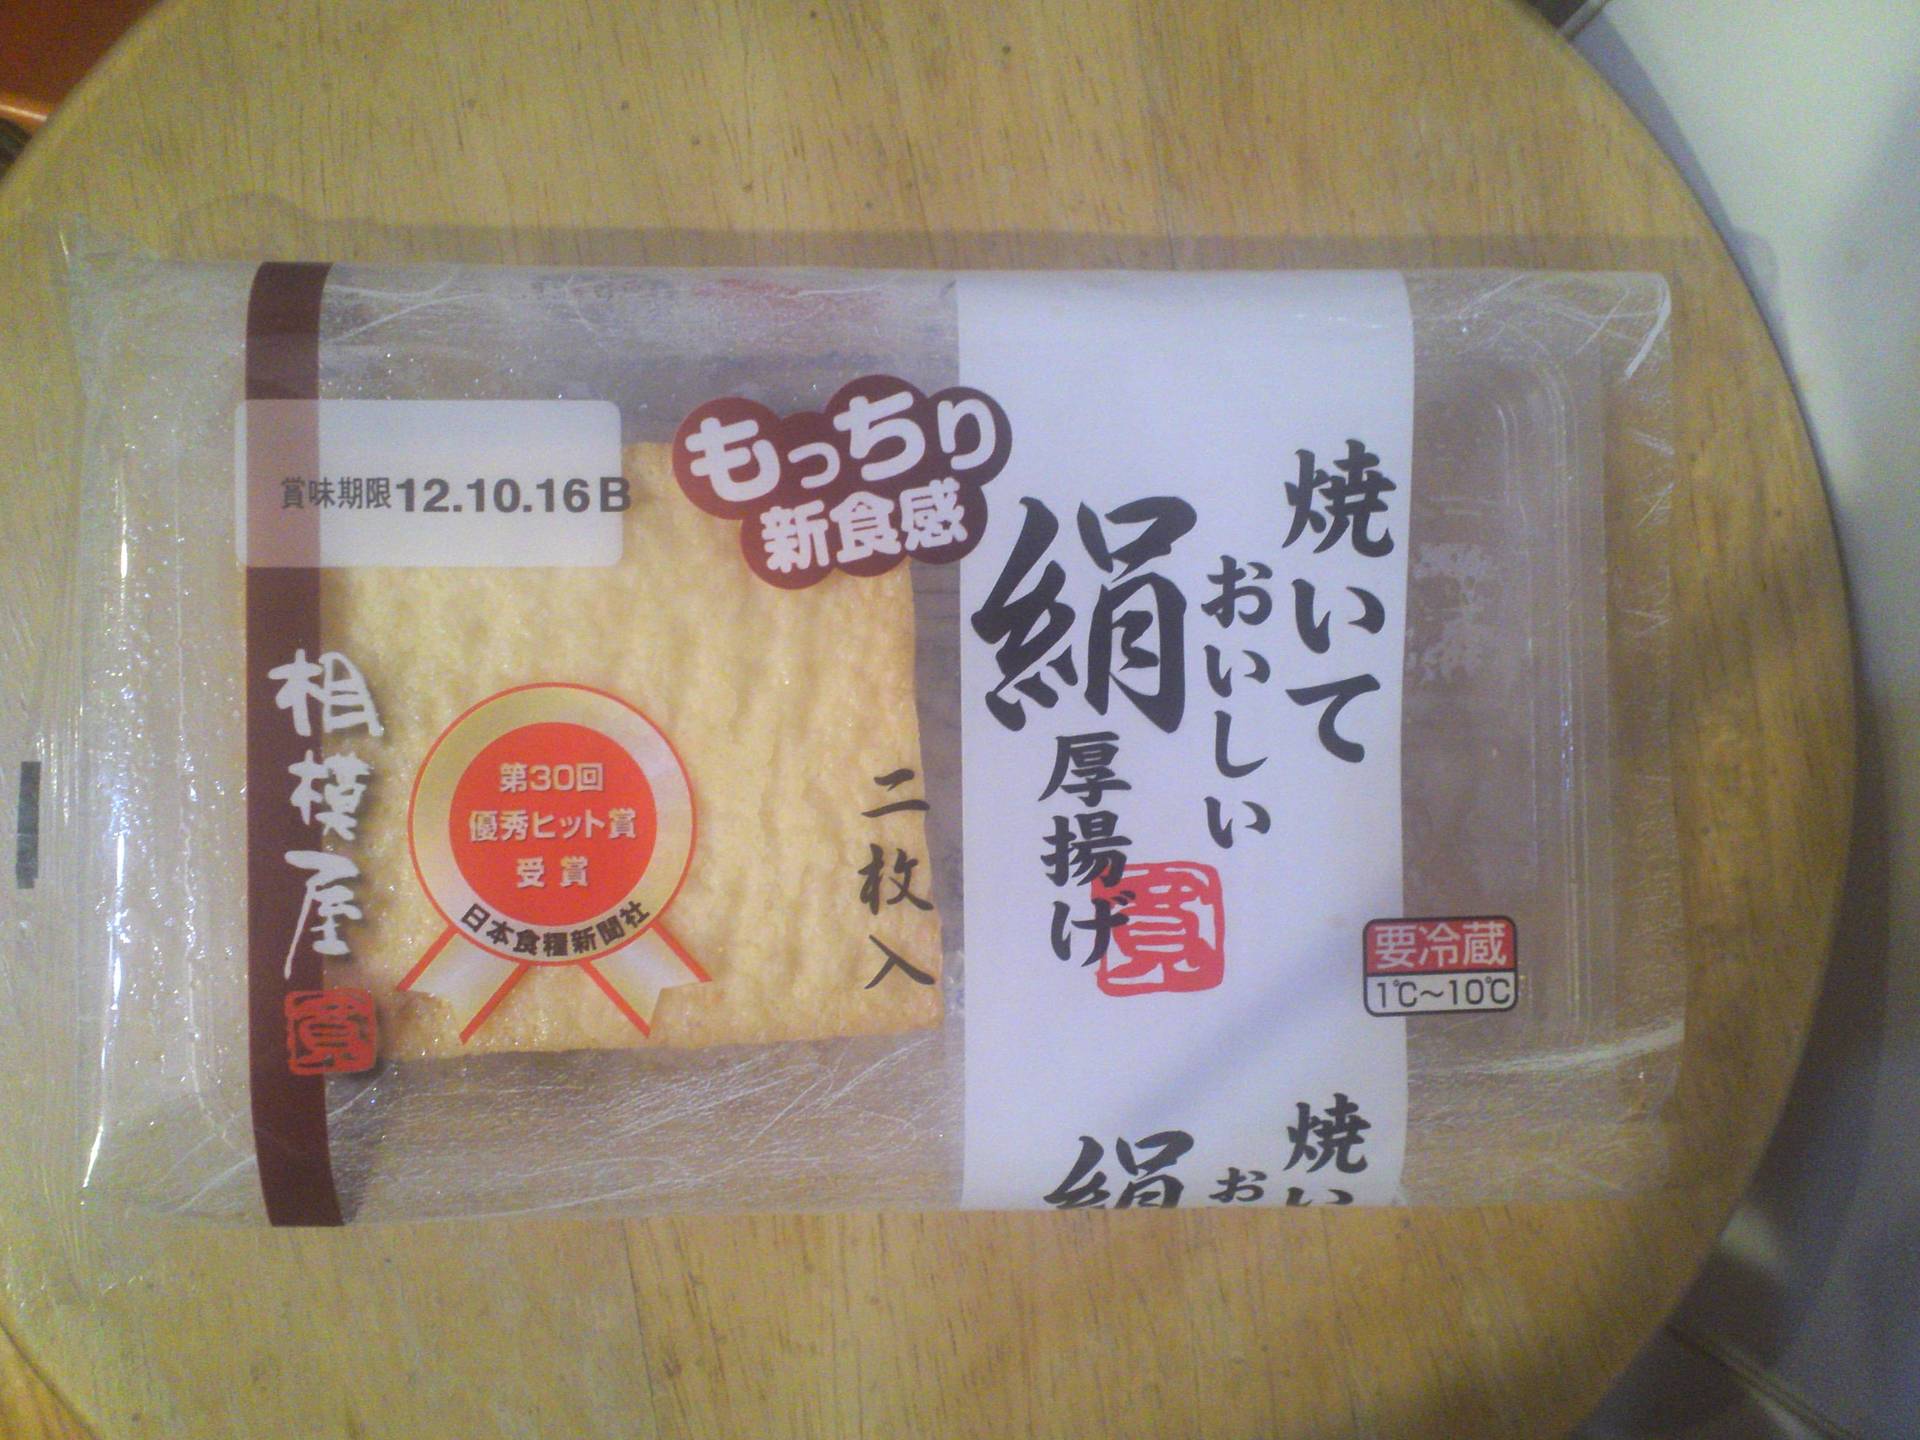 賞味期限12.10.16B
もっちり
新食感
焼いて
おいしい
絹
厚揚げ
二枚入
相模屋
第30回
優秀ヒット賞
受賞
日本食糧新聞社
要冷蔵
1℃～10℃
焼い
お
絹